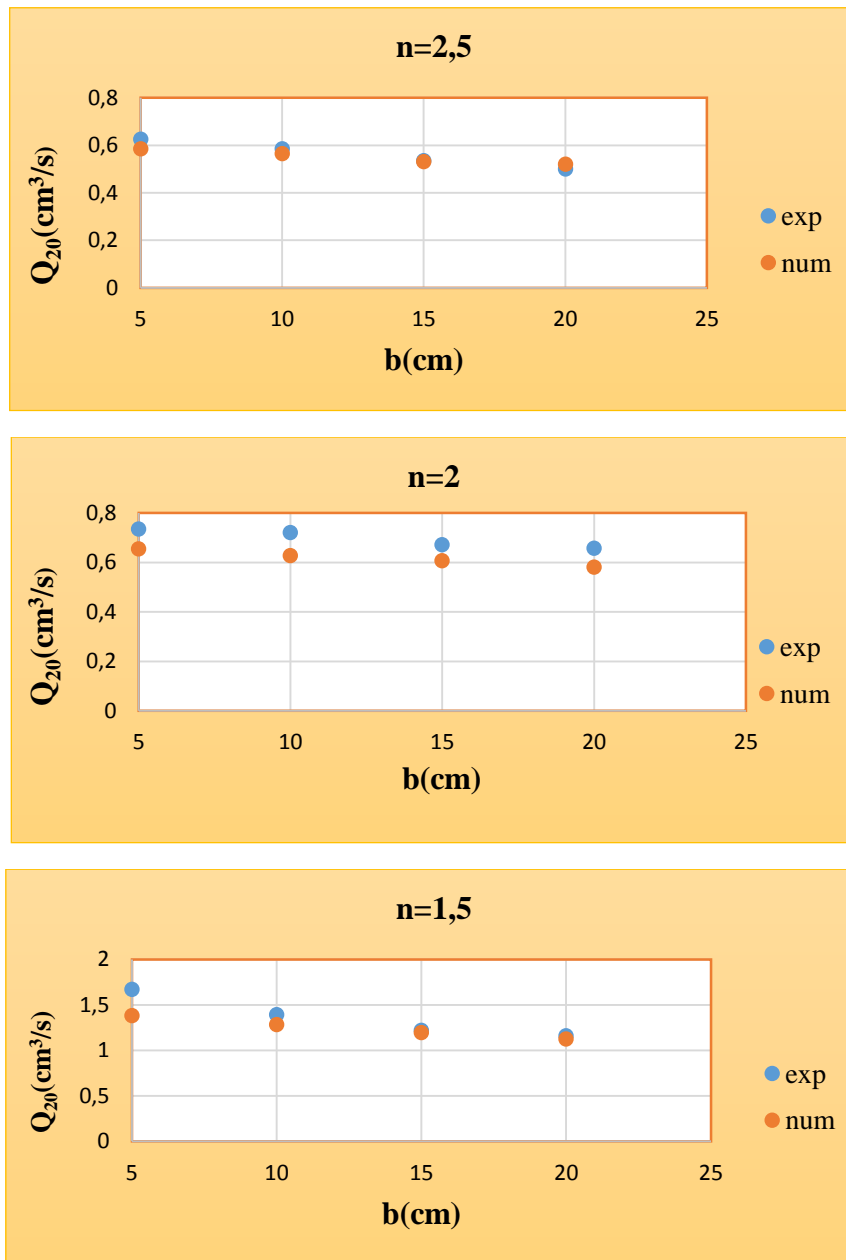 n=2,5
0,8
0,6
0,4
0,2
0
Q₂₀(cm³/s)
5 10 15 20 25
b(cm)
exp
num
n=2
0,8
0,6
0,4
0,2
0
Q₂₀(cm³/s)
5 10 15 20 25
b(cm)
exp
num
n=1,5
2
1,5
1
0,5
0
Q₂₀(cm³/s)
5 10 15 20 25
b(cm)
exp
num